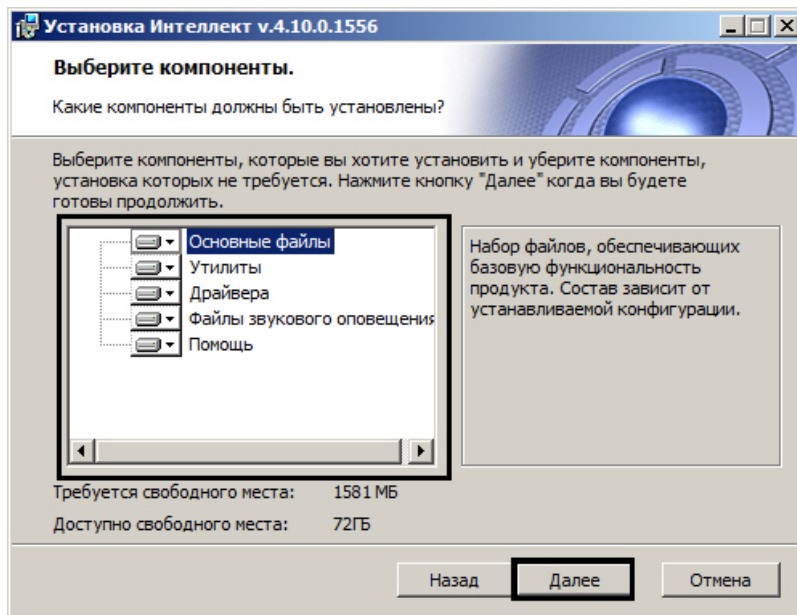 Установка Интеллект v.4.10.0.1556
Выберите компоненты.
Какие компоненты должны быть установлены?
Выберите компоненты, которые вы хотите установить и уберите компоненты,
установка которых не требуется. Нажмите кнопку "Далее" когда вы будете
готовы продолжить.
Основные файлы
Утилиты
Драйвера
Файлы звукового оповещения
Помощь
Набор файлов, обеспечивающих
базовую функциональность
продукта. Состав зависит от
устанавливаемой конфигурации.
Требуется свободного места: 1581 МБ
Доступно свободного места: 72ГБ
Назад Далее Отмена